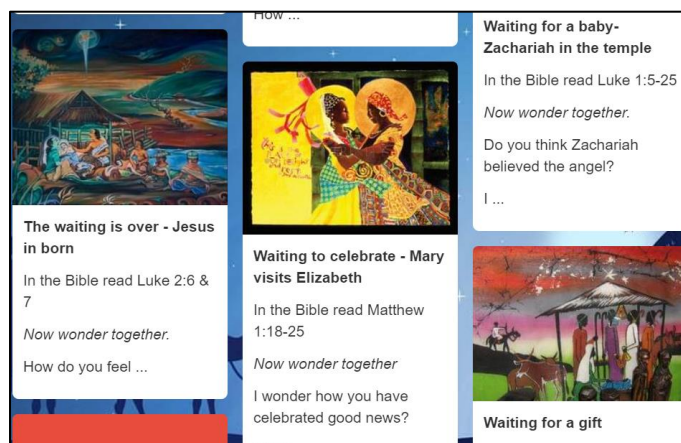 The waiting is over - Jesus
in born
In the Bible read Luke 2:6 &
7
Now wonder together.
How do you feel ...
How ...
Waiting to celebrate - Mary
visits Elizabeth
In the Bible read Matthew
1:18-25
Now wonder together
I wonder how you have
celebrated good news?
Waiting for a baby-
Zachariah in the temple
In the Bible read Luke 1:5-25
Now wonder together.
Do you think Zachariah
believed the angel?
I ...
Waiting for a gift